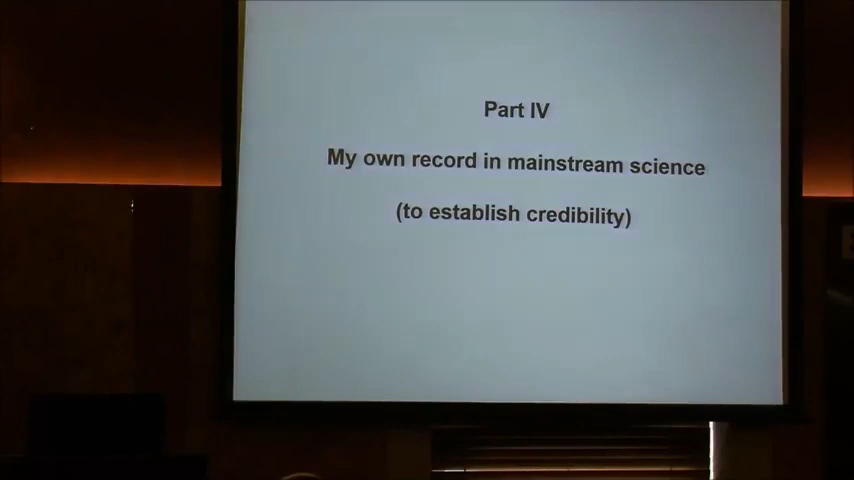 Part IV
My own record in mainstream science
(to establish credibility)